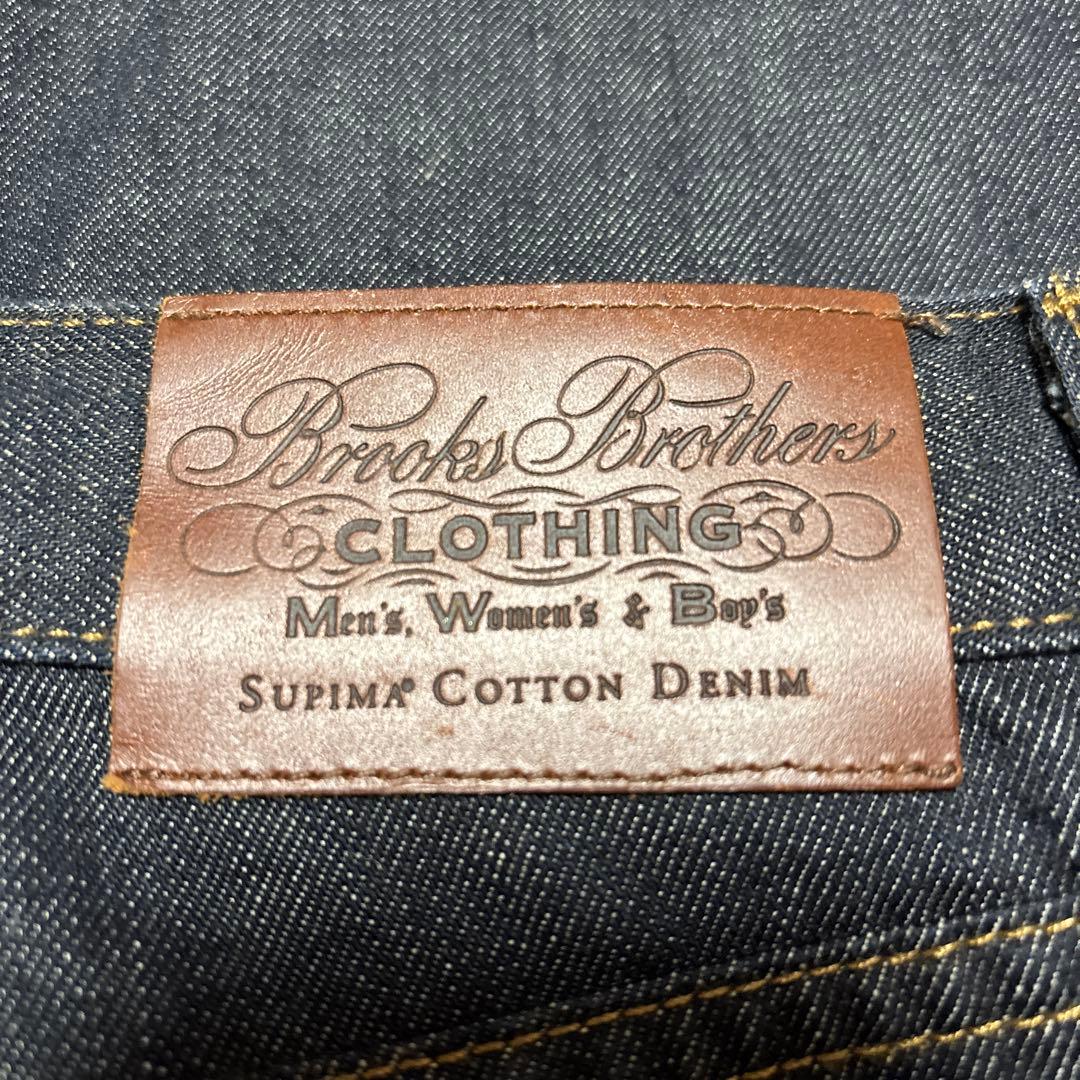 Brooks Brothers
CLOTHING
Men's, Women's & Boy's
SUPIMA® COTTON DENIM